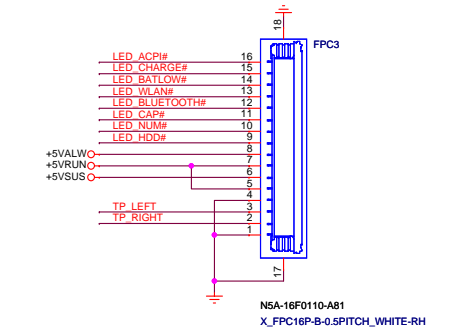 18
FPC3
LED_ACPI# 16
LED_CHARGE# 15
LED_BATLOW# 14
LED_WLAN# 13
LED_BLUETOOTH# 12
LED_CAP# 11
LED_NUM# 10
LED_HDD# 9
+5VALW 8
+5VRUN 7
+5VSUS 6
5
4
TP_LEFT 3
TP_RIGHT 2
1
17
N5A-16F0110-A81
X_FPC16P-B-0.5PITCH_WHITE-RH